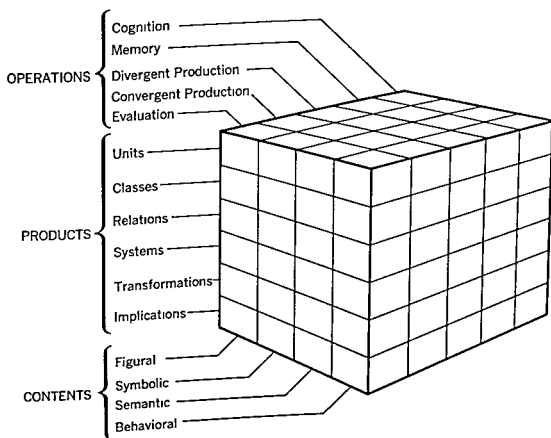 OPERATIONS
Cognition
Memory
Divergent Production
Convergent Production
Evaluation
PRODUCTS
Units
Classes
Relations
Systems
Transformations
Implications
CONTENTS
Figural
Symbolic
Semantic
Behavioral